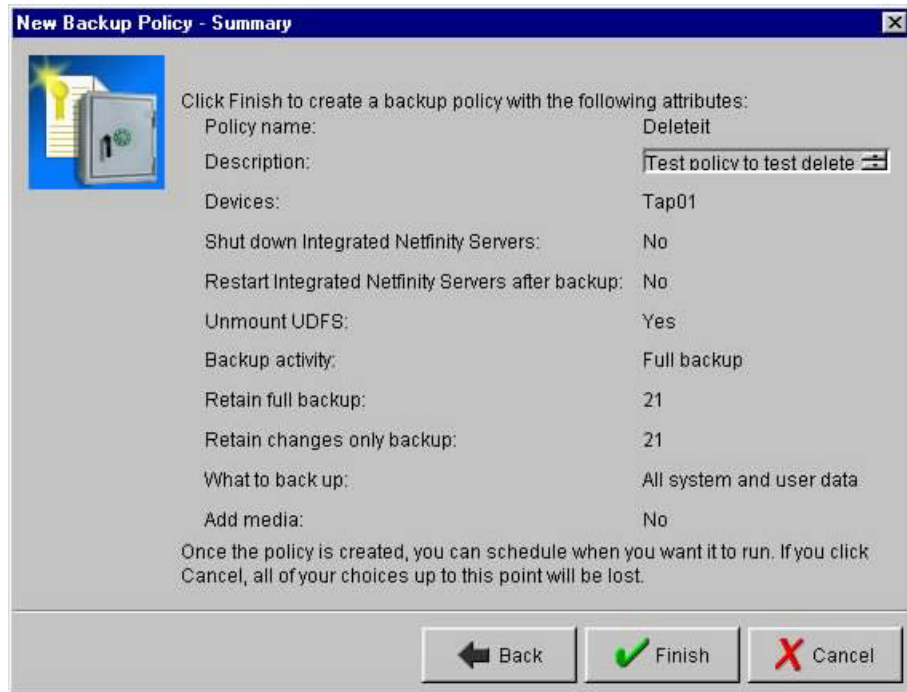 New Backup Policy - Summary
Click Finish to create a backup policy with the following attributes:
Policy name: Deleteit
Description: Test policy to test delete
Devices: Tap01
Shut down Integrated Netfinity Servers: No
Restart Integrated Netfinity Servers after backup: No
Unmount UDFS: Yes
Backup activity: Full backup
Retain full backup: 21
Retain changes only backup: 21
What to back up: All system and user data
Add media: No
Once the policy is created, you can schedule when you want it to run. If you click
Cancel, all of your choices up to this point will be lost.
Back Finish Cancel